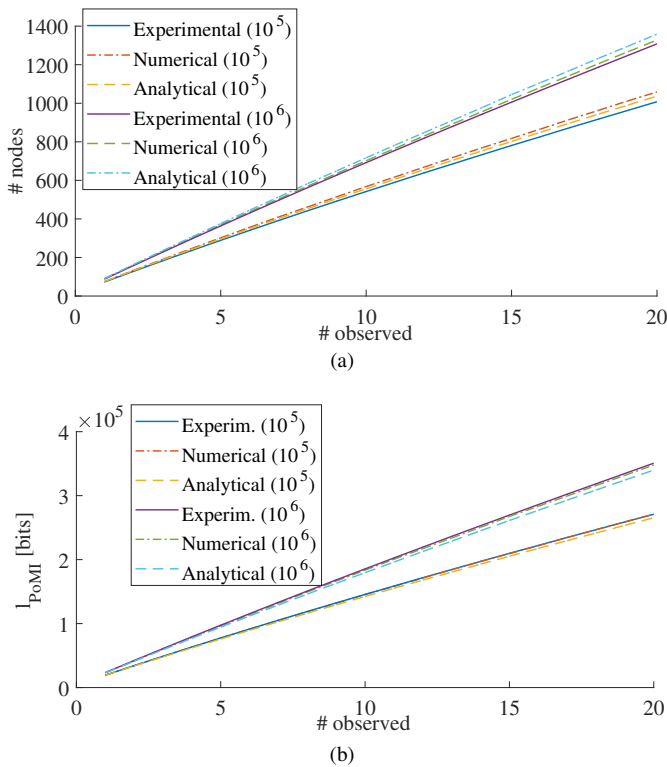 1400
1200
1000
800
600
400
200
0
# nodes
Experimental (10^5)
Numerical (10^5)
Analytical (10^5)
Experimental (10^6)
Numerical (10^6)
Analytical (10^6)
0 5 10 15 20
# observed
(a)
×10^5
4
3
2
1
0
l_PoMI [bits]
Experim. (10^5)
Numerical (10^5)
Analytical (10^5)
Experim. (10^6)
Numerical (10^6)
Analytical (10^6)
0 5 10 15 20
# observed
(b)